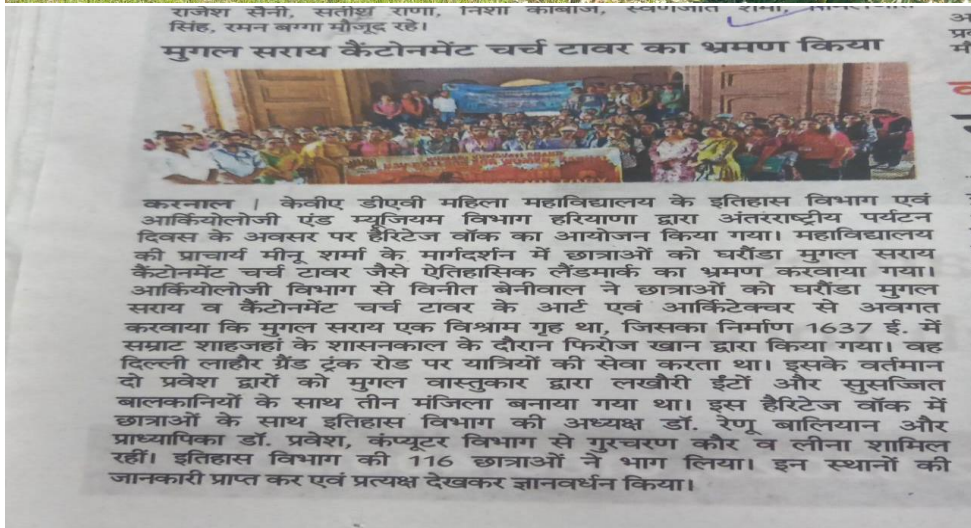 राजेश सैनी, सतीश राणा, निशा कांबोज,
सिंह, रमन बग्गा मौजूद रहे।
मुगल सराय कैंटोनमेंट चर्च टावर का भ्रमण किया
करनाल। केवीए डीएवी महिला महाविद्यालय के इतिहास विभाग एवं
आर्कियोलोजी एंड म्युजियम विभाग हरियाणा द्वारा अंतरराष्ट्रीय पर्यटन
दिवस के अवसर पर हैरिटेज वॉक का आयोजन किया गया। महाविद्यालय
की प्राचार्य मीनू शर्मा के मार्गदर्शन में छात्राओं को घरौंडा मुगल सराय
कैंटोनमेंट चर्च टावर जैसे ऐतिहासिक लैंडमार्क का भ्रमण करवाया गया।
आर्कियोलोजी विभाग से विनीत बेनीवाल ने छात्राओं को घरौंडा मुगल
सराय व कैंटोनमेंट चर्च टावर के आर्ट एवं आर्किटेक्चर से अवगत
करवाया कि मुगल सराय एक विश्राम गृह था, जिसका निर्माण 1637 ई. में
सम्राट शाहजहां के शासनकाल के दौरान फिरोज खान द्वारा किया गया। वह
दिल्ली लाहौर ग्रैंड ट्रंक रोड पर यात्रियों की सेवा करता था। इसके वर्तमान
दो प्रवेश द्वारों को मुगल वास्तुकार द्वारा लखौरी ईंटों और सुसज्जित
बालकानियों के साथ तीन मंजिला बनाया गया था। इस हैरिटेज वॉक में
छात्राओं के साथ इतिहास विभाग की अध्यक्ष डॉ. रेणू बालियान और
प्राध्यापिका डॉ. प्रवेश, कंप्यूटर विभाग से गुरचरण कौर व लीना शामिल
रहीं। इतिहास विभाग की 116 छात्राओं ने भाग लिया। इन स्थानों की
जानकारी प्राप्त कर एवं प्रत्यक्ष देखकर ज्ञानवर्धन किया।